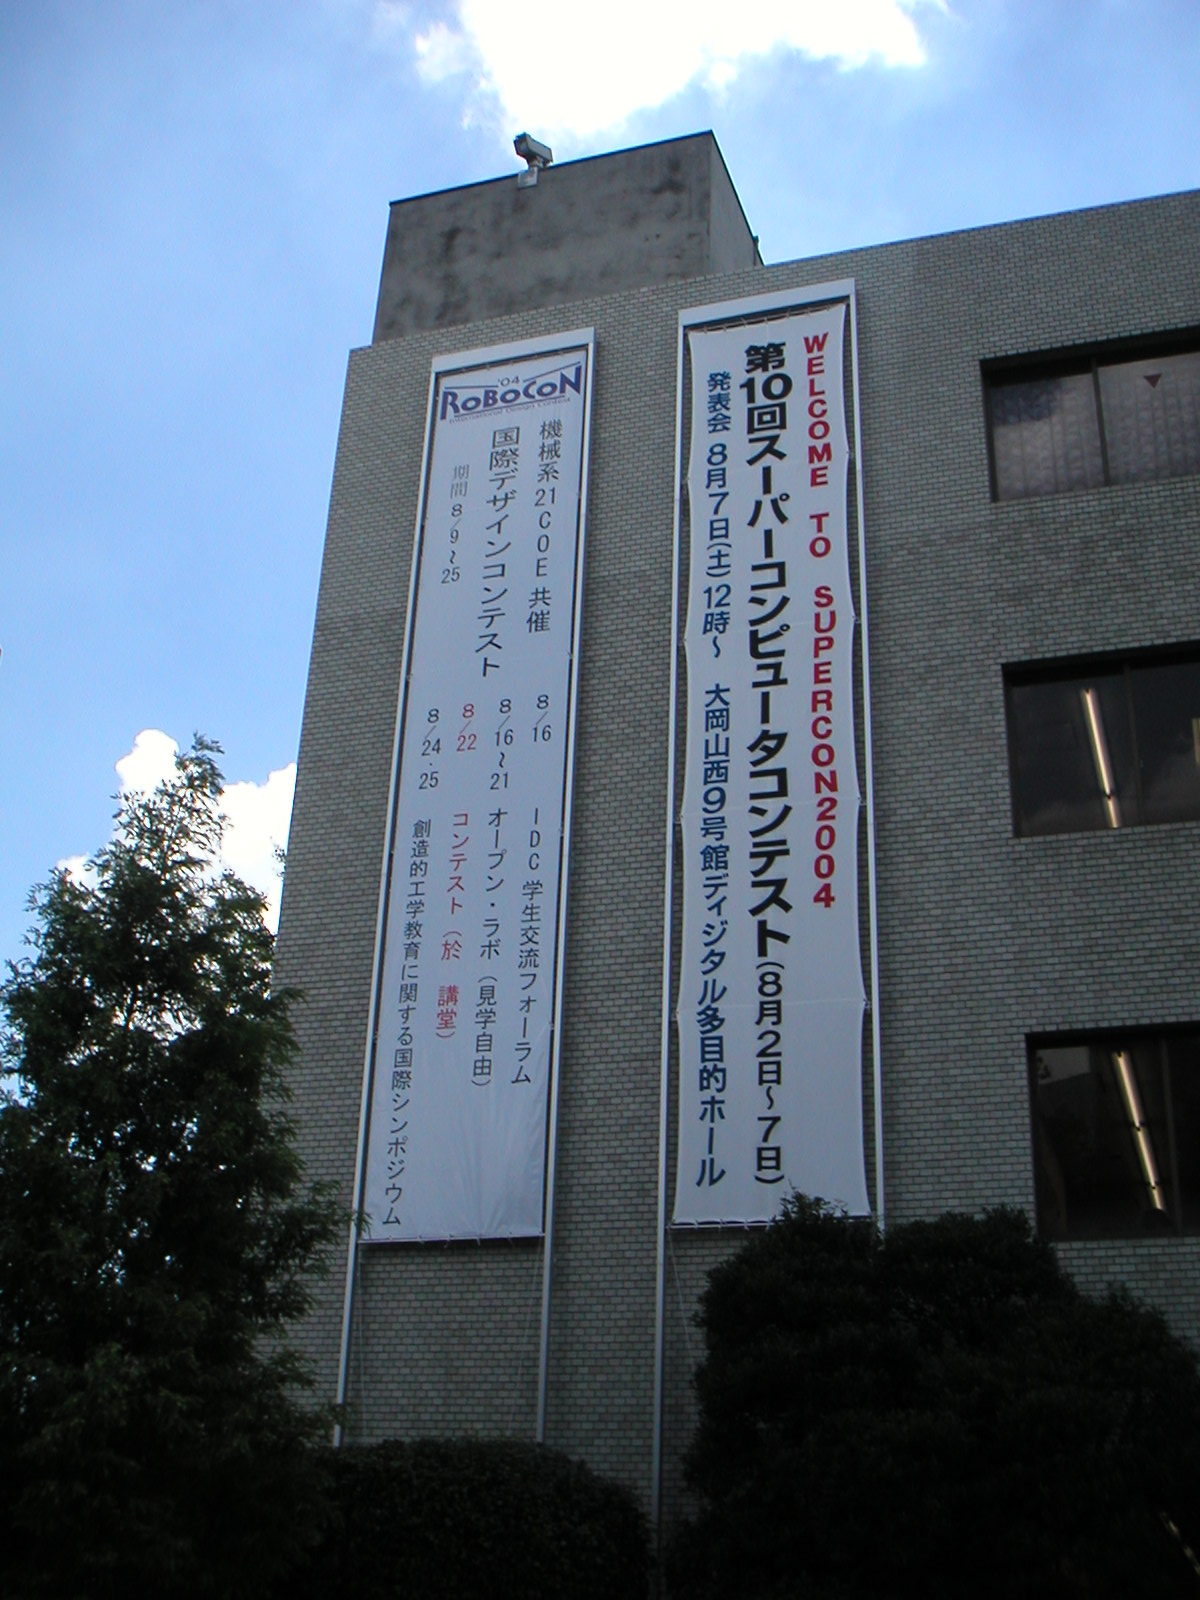 WELCOME TO SUPERCON2004
第10回スーパーコンピュータコンテスト(8月2日～7日)
発表会 8月7日(土)12時～ 大岡山西9号館ディジタル多目的ホール
'04
ROBOCON
International Design Contest
機械系21COE 共催
国際デザインコンテスト
期間 8/9～25
8/16 IDC 学生交流フォーラム
8/16～21 オープン・ラボ (見学自由)
8/22 コンテスト (於 講堂)
8/24.25 創造的工学教育に関する国際シンポジウム